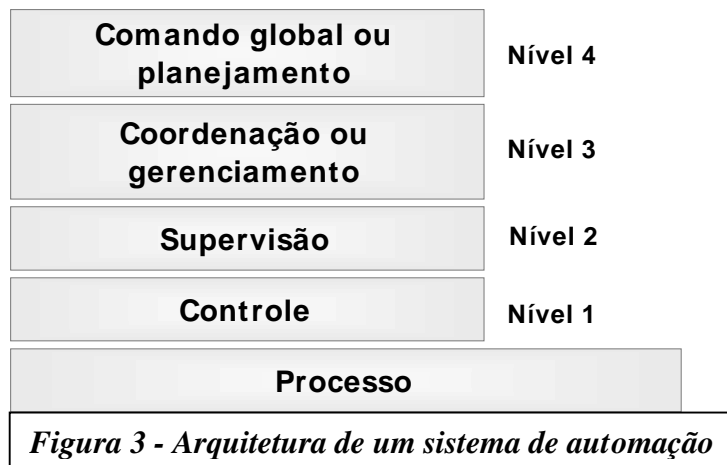 Comando global ou
planejamento
Nível 4
Coordenação ou
gerenciamento
Nível 3
Supervisão
Nível 2
Controle
Nível 1
Processo
Figura 3 - Arquitetura de um sistema de automação